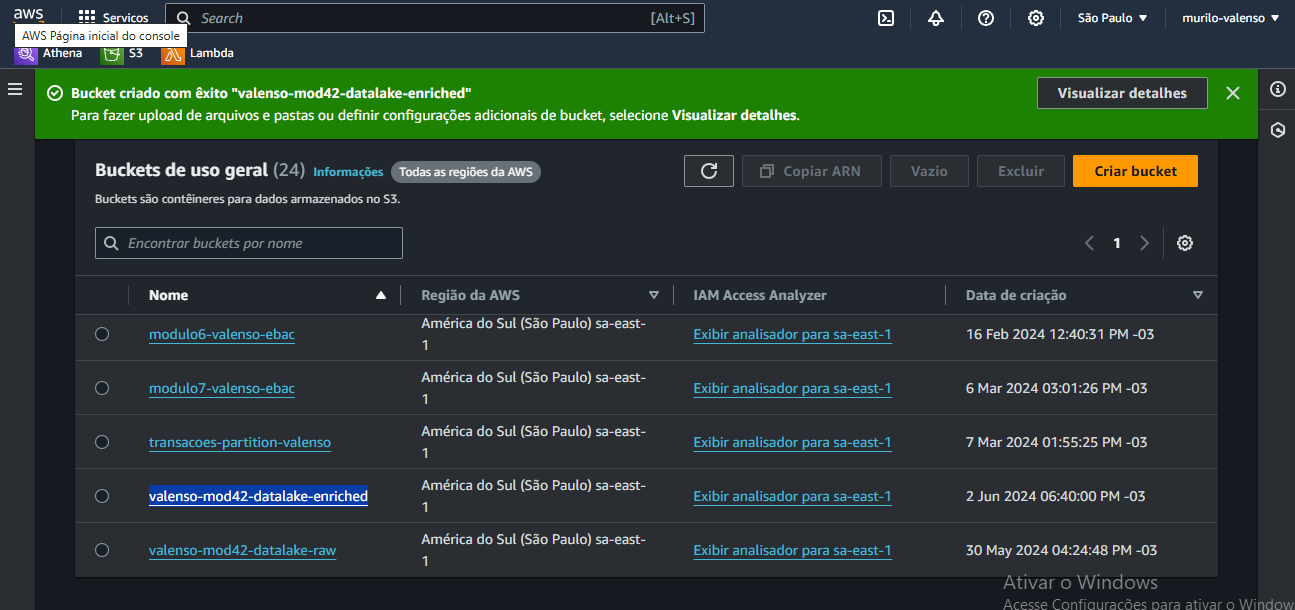 aws
Serviços
Search
[Alt+S]
São Paulo
murilo-valenso
AWS Página inicial do console
Athena
S3
Lambda
Bucket criado com êxito "valenso-mod42-datalake-enriched"
Para fazer upload de arquivos e pastas ou definir configurações adicionais de bucket, selecione Visualizar detalhes.
Visualizar detalhes
Buckets de uso geral (24)
Informações
Todas as regiões da AWS
Buckets são contêineres para dados armazenados no S3.
Copiar ARN
Vazio
Excluir
Criar bucket
Encontrar buckets por nome
1
Nome
Região da AWS
IAM Access Analyzer
Data de criação
modulo6-valenso-ebac
América do Sul (São Paulo) sa-east-
1
Exibir analisador para sa-east-1
16 Feb 2024 12:40:31 PM -03
modulo7-valenso-ebac
América do Sul (São Paulo) sa-east-
1
Exibir analisador para sa-east-1
6 Mar 2024 03:01:26 PM -03
transacoes-partition-valenso
América do Sul (São Paulo) sa-east-
1
Exibir analisador para sa-east-1
7 Mar 2024 01:55:25 PM -03
valenso-mod42-datalake-enriched
América do Sul (São Paulo) sa-east-
1
Exibir analisador para sa-east-1
2 Jun 2024 06:40:00 PM -03
valenso-mod42-datalake-raw
América do Sul (São Paulo) sa-east-
1
Exibir analisador para sa-east-1
30 May 2024 04:24:48 PM -03
Ativar o Windows
Acesse Configurações para ativar o Window